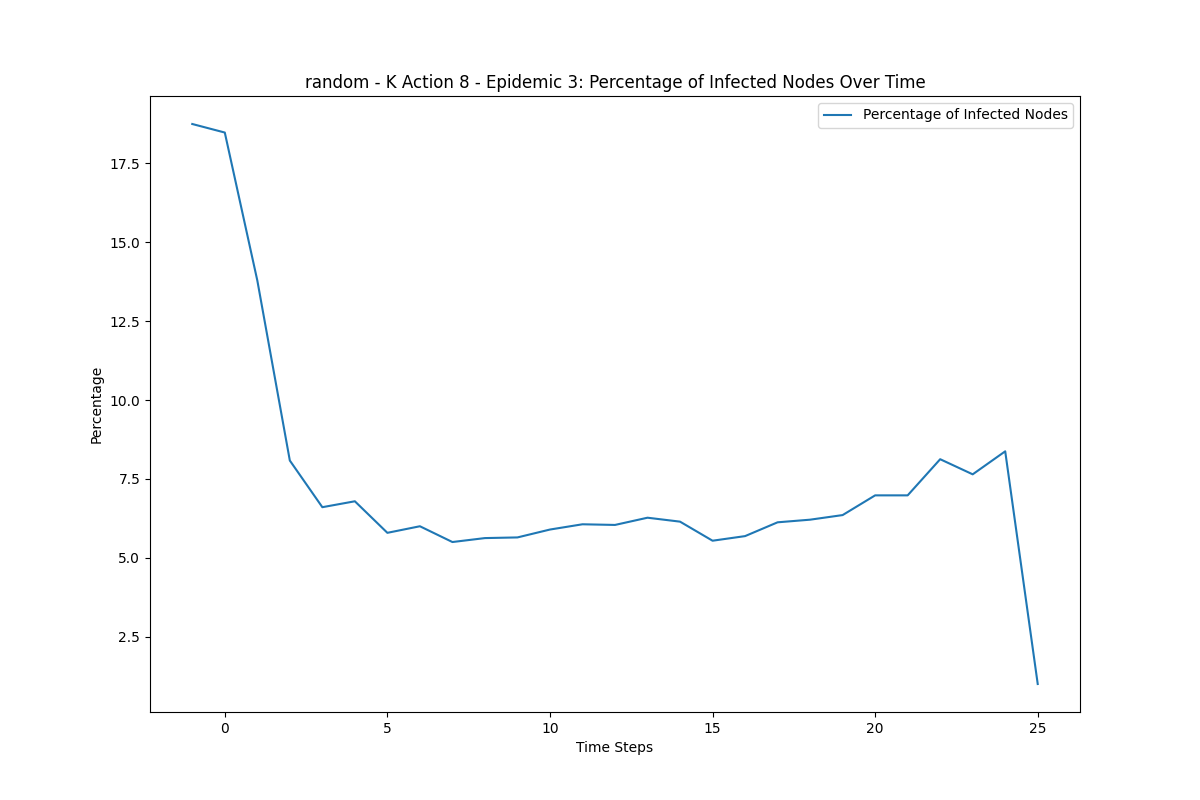 random - K Action 8 - Epidemic 3: Percentage of Infected Nodes Over Time
Percentage of Infected Nodes
17.5
15.0
12.5
10.0
7.5
5.0
2.5
Percentage
0 5 10 15 20 25
Time Steps